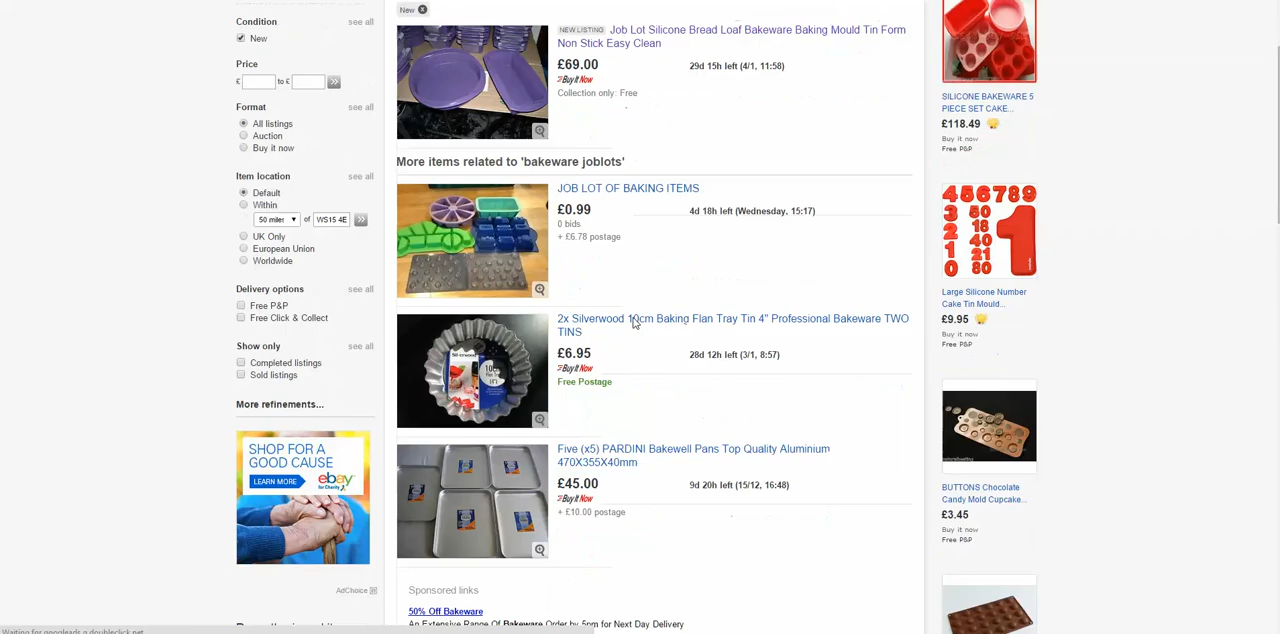 New
Condition see all
New
Price
£ to £
Format see all
All listings
Auction
Buy it now
Item location see all
Default
Within
50 miles of WS15 4E
UK Only
European Union
Worldwide
Delivery options see all
Free P&P
Free Click & Collect
Show only see all
Completed listings
Sold listings
More refinements...
SHOP FOR A
GOOD CAUSE
LEARN MORE
ebay
for Charity
AdChoice
NEW LISTING Job Lot Silicone Bread Loaf Bakeware Baking Mould Tin Form
Non Stick Easy Clean
£69.00 29d 15h left (4/1, 11:58)
Buy It Now
Collection only: Free
More items related to 'bakeware joblots'
JOB LOT OF BAKING ITEMS
£0.99 4d 18h left (Wednesday, 15:17)
0 bids
+ £6.78 postage
2x Silverwood 10cm Baking Flan Tray Tin 4" Professional Bakeware TWO
TINS
£6.95 28d 12h left (3/1, 8:57)
Buy It Now
Free Postage
Five (x5) PARDINI Bakewell Pans Top Quality Aluminium
470X355X40mm
£45.00 9d 20h left (15/12, 16:48)
Buy It Now
+ £10.00 postage
Sponsored links
50% Off Bakeware
An Extensive Range Of Bakeware Order by 5pm for Next Day Delivery
SILICONE BAKEWARE 5
PIECE SET CAKE...
£118.49
Buy it now
Free P&P
Large Silicone Number
Cake Tin Mould...
£9.95
Buy it now
Free P&P
BUTTONS Chocolate
Candy Mold Cupcake...
£3.45
Buy it now
Free P&P
Waiting for googleads.g.doubleclick.net